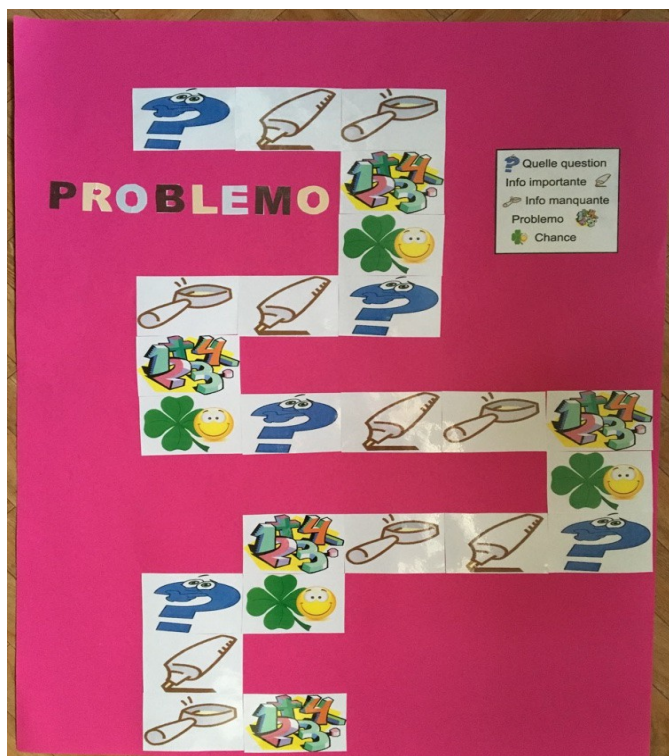 PROBLEMO
Quelle question
Info importante
Info manquante
Problemo
Chance